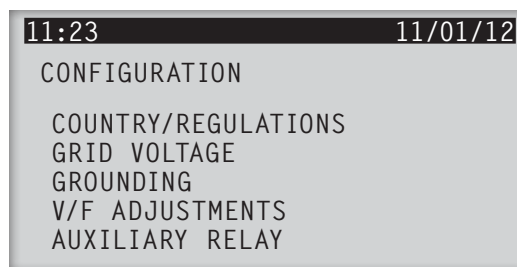 11:23 11/01/12
CONFIGURATION
COUNTRY/REGULATIONS
GRID VOLTAGE
GROUNDING
V/F ADJUSTMENTS
AUXILIARY RELAY